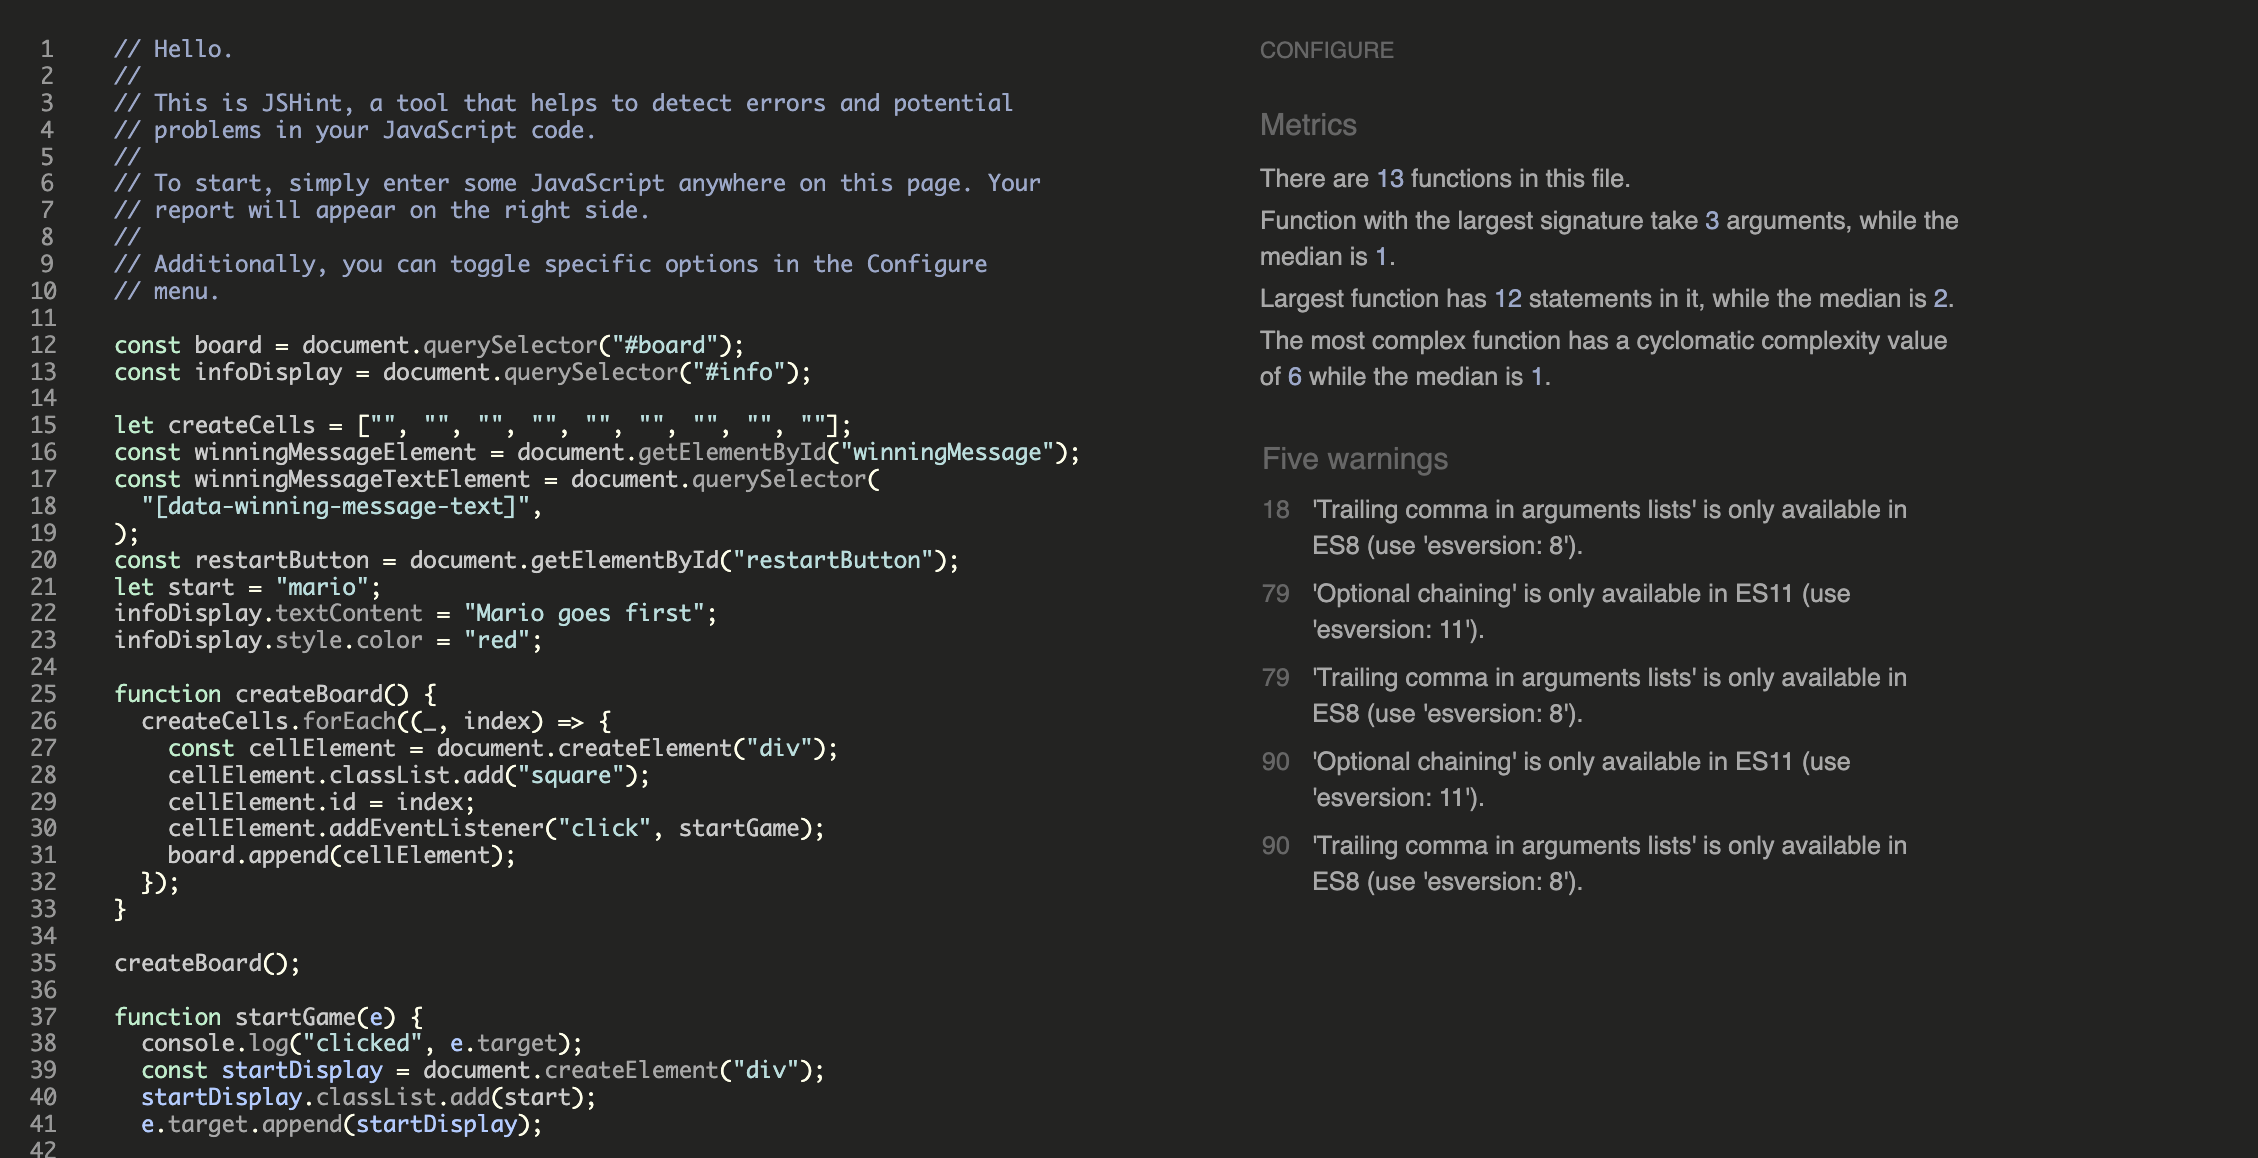 1 // Hello.
2 //
3 // This is JSHint, a tool that helps to detect errors and potential
4 // problems in your JavaScript code.
5 //
6 // To start, simply enter some JavaScript anywhere on this page. Your
7 // report will appear on the right side.
8 //
9 // Additionally, you can toggle specific options in the Configure
10 // menu.
11
12 const board = document.querySelector("#board");
13 const infoDisplay = document.querySelector("#info");
14
15 let createCells = ["", "", "", "", "", "", "", "", ""];
16 const winningMessageElement = document.getElementById("winningMessage");
17 const winningMessageTextElement = document.querySelector(
18   "[data-winning-message-text]",
19 );
20 const restartButton = document.getElementById("restartButton");
21 let start = "mario";
22 infoDisplay.textContent = "Mario goes first";
23 infoDisplay.style.color = "red";
24
25 function createBoard() {
26   createCells.forEach((_, index) => {
27     const cellElement = document.createElement("div");
28     cellElement.classList.add("square");
29     cellElement.id = index;
30     cellElement.addEventListener("click", startGame);
31     board.append(cellElement);
32   });
33 }
34
35 createBoard();
36
37 function startGame(e) {
38   console.log("clicked", e.target);
39   const startDisplay = document.createElement("div");
40   startDisplay.classList.add(start);
41   e.target.append(startDisplay);
42
CONFIGURE
Metrics
There are 13 functions in this file.
Function with the largest signature take 3 arguments, while the
median is 1.
Largest function has 12 statements in it, while the median is 2.
The most complex function has a cyclomatic complexity value
of 6 while the median is 1.
Five warnings
18 'Trailing comma in arguments lists' is only available in
ES8 (use 'esversion: 8').
79 'Optional chaining' is only available in ES11 (use
'esversion: 11').
79 'Trailing comma in arguments lists' is only available in
ES8 (use 'esversion: 8').
90 'Optional chaining' is only available in ES11 (use
'esversion: 11').
90 'Trailing comma in arguments lists' is only available in
ES8 (use 'esversion: 8').